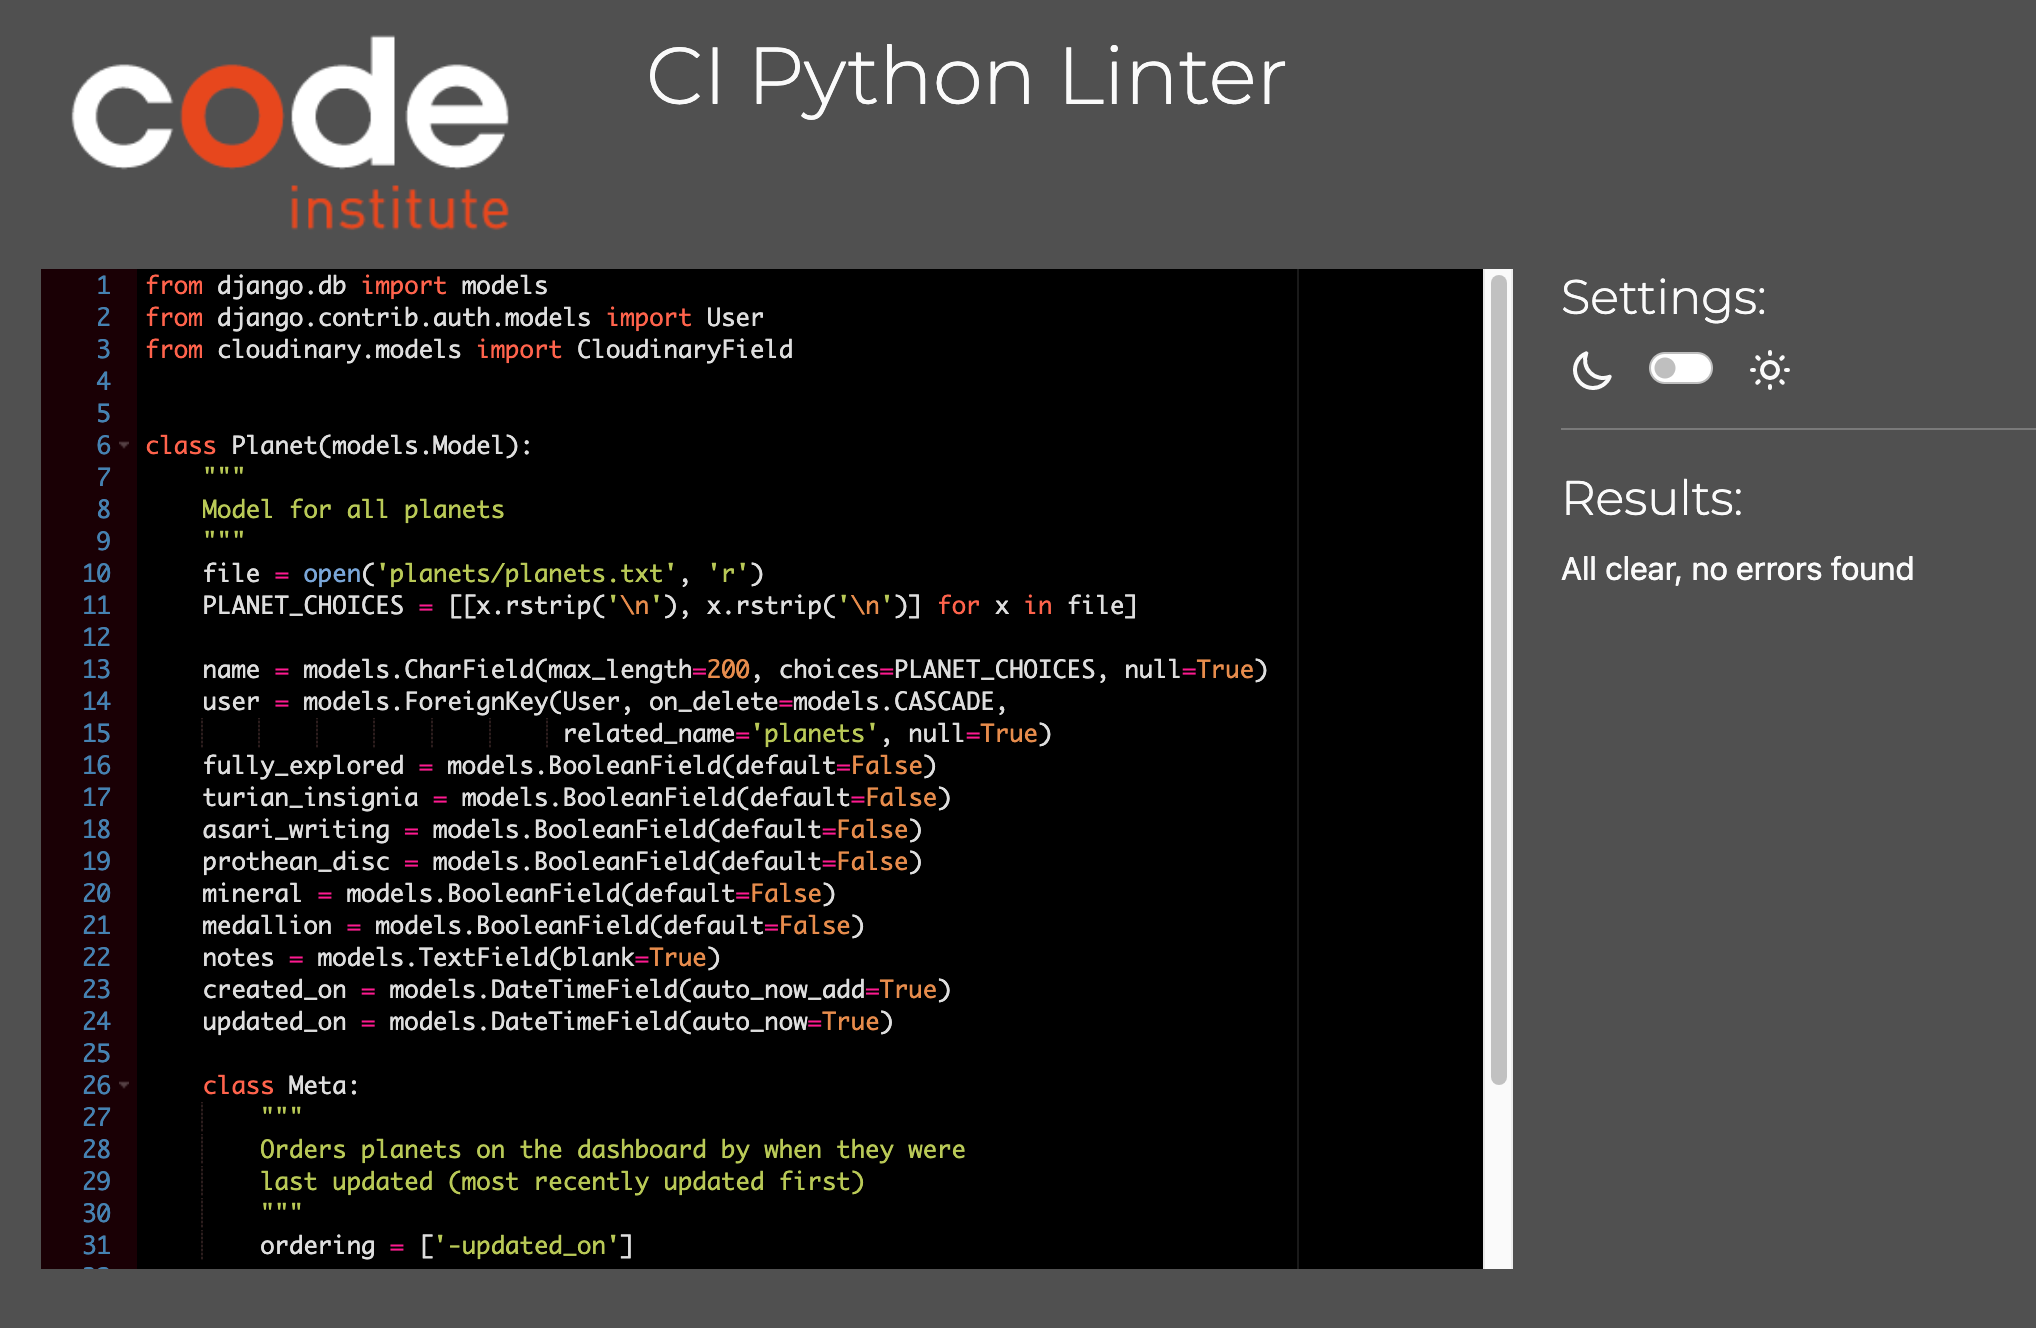 code
institute
CI Python Linter
1 from django.db import models
2 from django.contrib.auth.models import User
3 from cloudinary.models import CloudinaryField
4
5
6 class Planet(models.Model):
7     """
8     Model for all planets
9     """
10     file = open('planets/planets.txt', 'r')
11     PLANET_CHOICES = [[x.rstrip('\n'), x.rstrip('\n')] for x in file]
12
13     name = models.CharField(max_length=200, choices=PLANET_CHOICES, null=True)
14     user = models.ForeignKey(User, on_delete=models.CASCADE,
15                              related_name='planets', null=True)
16     fully_explored = models.BooleanField(default=False)
17     turian_insignia = models.BooleanField(default=False)
18     asari_writing = models.BooleanField(default=False)
19     prothean_disc = models.BooleanField(default=False)
20     mineral = models.BooleanField(default=False)
21     medallion = models.BooleanField(default=False)
22     notes = models.TextField(blank=True)
23     created_on = models.DateTimeField(auto_now_add=True)
24     updated_on = models.DateTimeField(auto_now=True)
25
26     class Meta:
27         """
28         Orders planets on the dashboard by when they were
29         last updated (most recently updated first)
30         """
31         ordering = ['-updated_on']
Settings:
Results:
All clear, no errors found